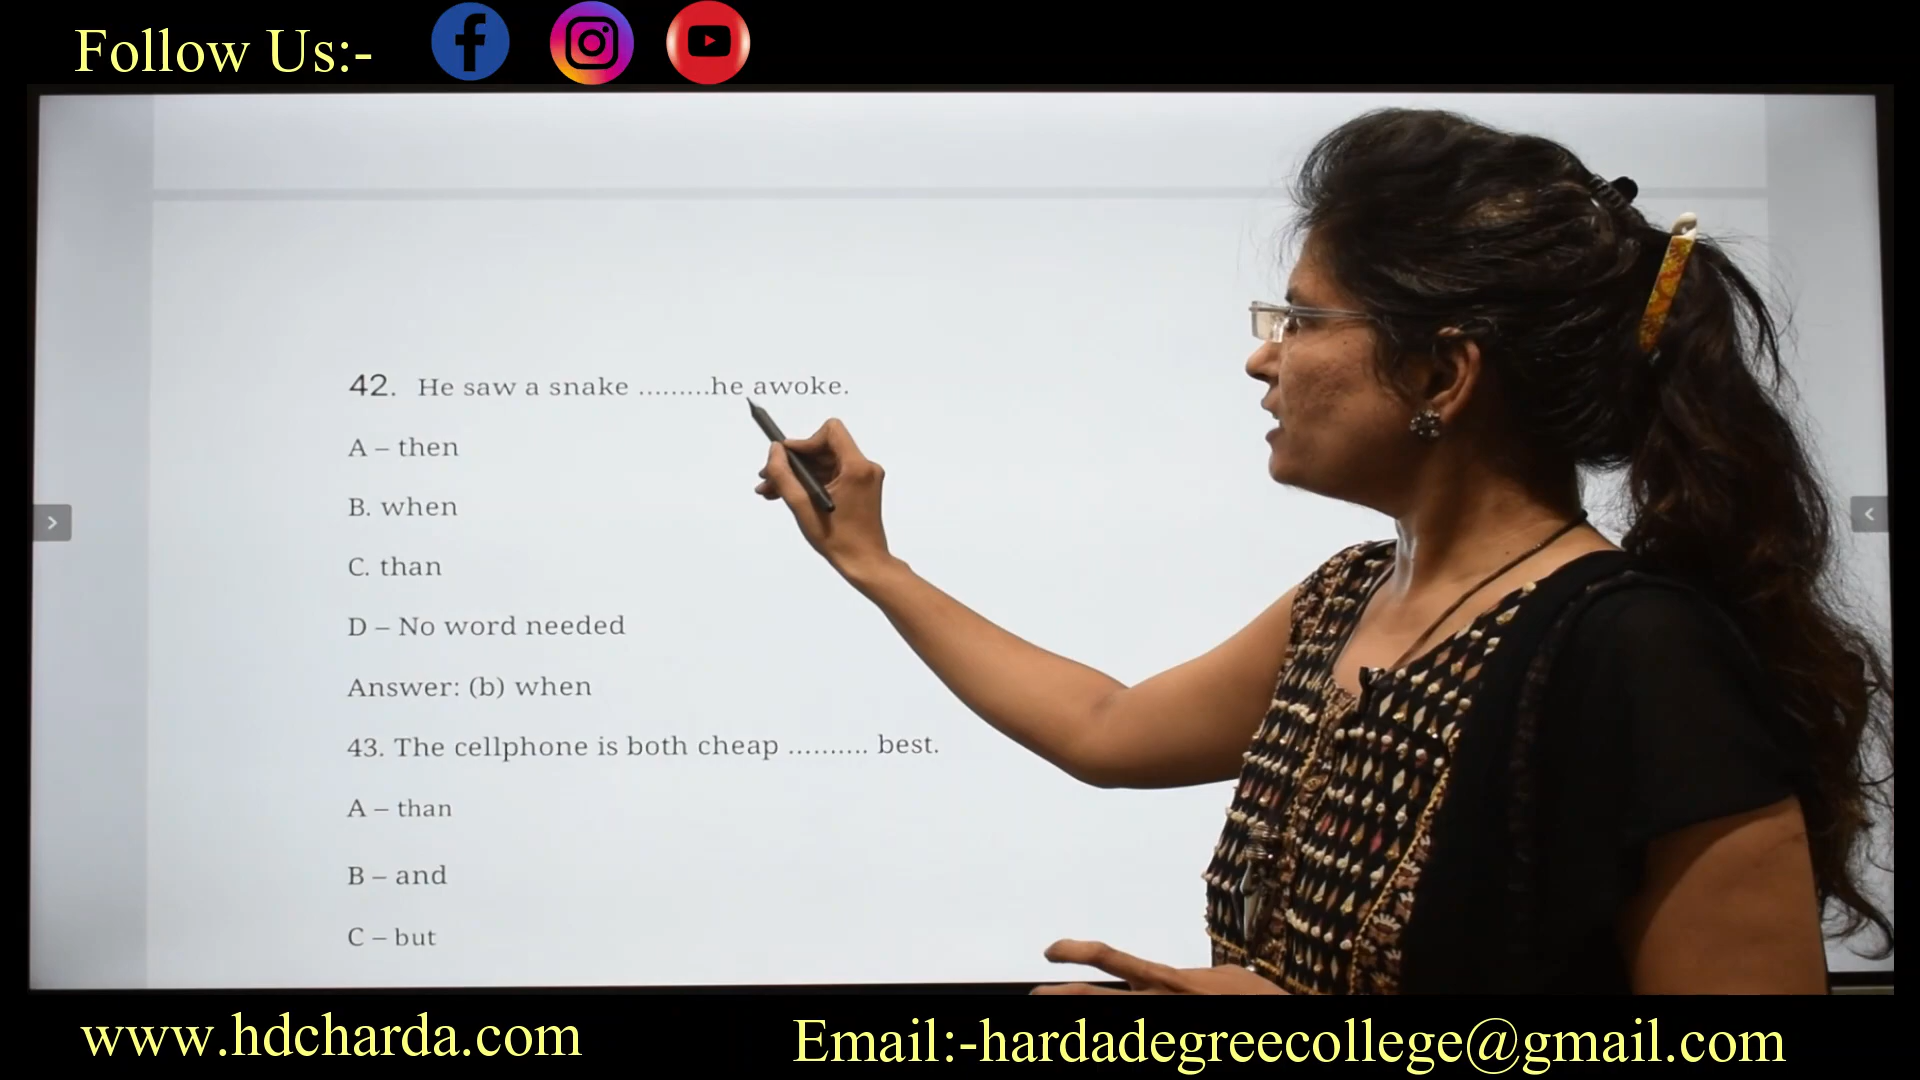 Follow Us:-
42. He saw a snake .........he awoke.
A – then
B. when
C. than
D – No word needed
Answer: (b) when
43. The cellphone is both cheap .......... best.
A – than
B – and
C – but
www.hdcharda.com
Email:-hardadegreecollege@gmail.com